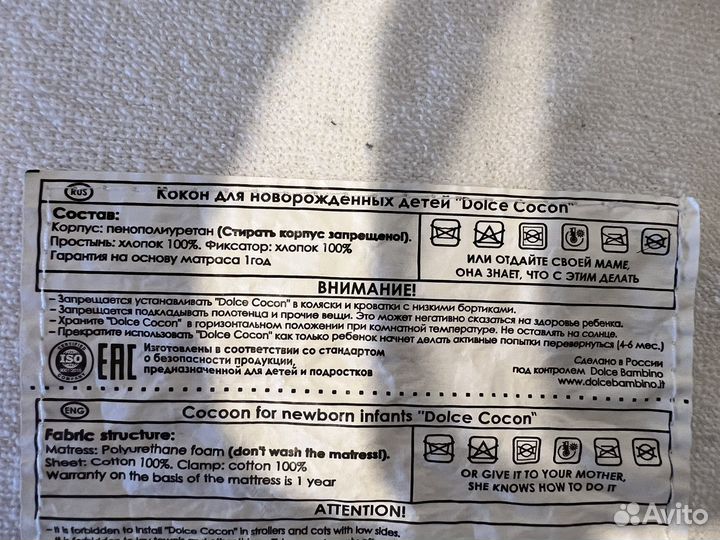 RUS
Кокон для новорожденных детей "Dolce Cocon"
Состав:
Корпус: пенополиуретан (Стирать корпус запрещено!).
Простынь: хлопок 100%. Фиксатор: хлопок 100%
Гарантия на основу матраса 1год
ИЛИ ОТДАЙТЕ СВОЕЙ МАМЕ,
ОНА ЗНАЕТ, ЧТО С ЭТИМ ДЕЛАТЬ
ВНИМАНИЕ!
– Запрещается устанавливать "Dolce Cocon" в коляски и кроватки с низкими бортиками.
– Запрещается подкладывать полотенца и прочие вещи. Это может негативно сказаться на здоровье ребенка.
– Храните "Dolce Cocon" в горизонтальном положении при комнатной температуре. Не оставлять на солнце.
– Прекратите использовать "Dolce Cocon" как только ребенок начнет делать активные попытки перевернуться (4-6 мес.)
ISO
EAC
Изготовлены в соответствии со стандартом
о безопасности продукции,
предназначенной для детей и подростков
Сделано в России
под контролем Dolce Bambino
www.dolcebambino.it
ENG
Cocoon for newborn infants "Dolce Cocon"
Fabric structure:
Matress: Polyurethane foam (don't wash the matress!).
Sheet: Cotton 100%. Clamp: cotton 100%
Warranty on the basis of the mattress is 1 year
OR GIVE IT TO YOUR MOTHER,
SHE KNOWS HOW TO DO IT
ATTENTION!
– It is forbidden to install "Dolce Cocon" in strollers and cots with low sides.
Avito